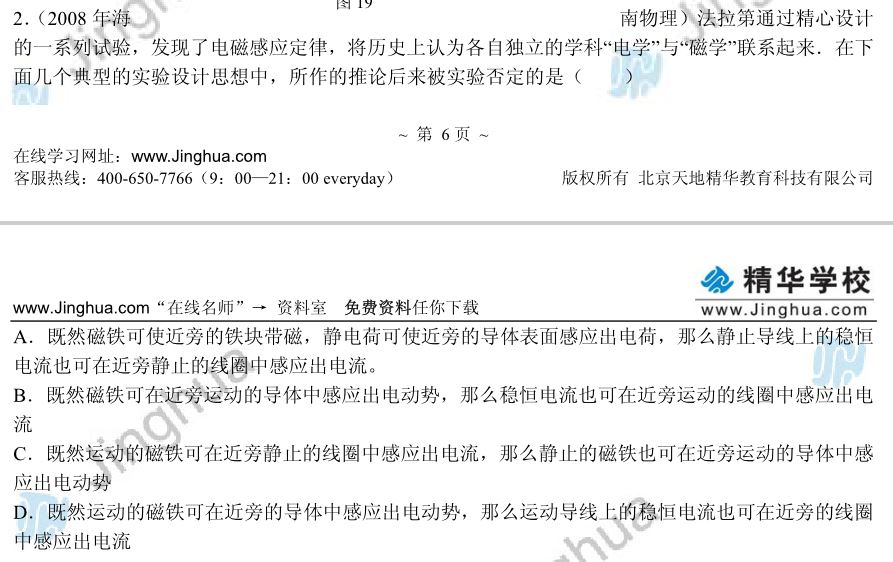 图19
2.（2008 年海 南物理）法拉第通过精心设计
的一系列试验，发现了电磁感应定律，将历史上认为各自独立的学科“电学”与“磁学”联系起来．在下
面几个典型的实验设计思想中，所作的推论后来被实验否定的是（ ）
~ 第 6 页 ~
在线学习网址：www.Jinghua.com
客服热线：400-650-7766（9：00—21：00 everyday） 版权所有 北京天地精华教育科技有限公司
精华学校
www.Jinghua.com
www.Jinghua.com “在线名师”→ 资料室 免费资料任你下载
A．既然磁铁可使近旁的铁块带磁，静电荷可使近旁的导体表面感应出电荷，那么静止导线上的稳恒
电流也可在近旁静止的线圈中感应出电流。
B．既然磁铁可在近旁运动的导体中感应出电动势，那么稳恒电流也可在近旁运动的线圈中感应出电
流
C．既然运动的磁铁可在近旁静止的线圈中感应出电流，那么静止的磁铁也可在近旁运动的导体中感
应出电动势
D．既然运动的磁铁可在近旁的导体中感应出电动势，那么运动导线上的稳恒电流也可在近旁的线圈
中感应出电流
Jinghua.
Jinghua.
Jinghua